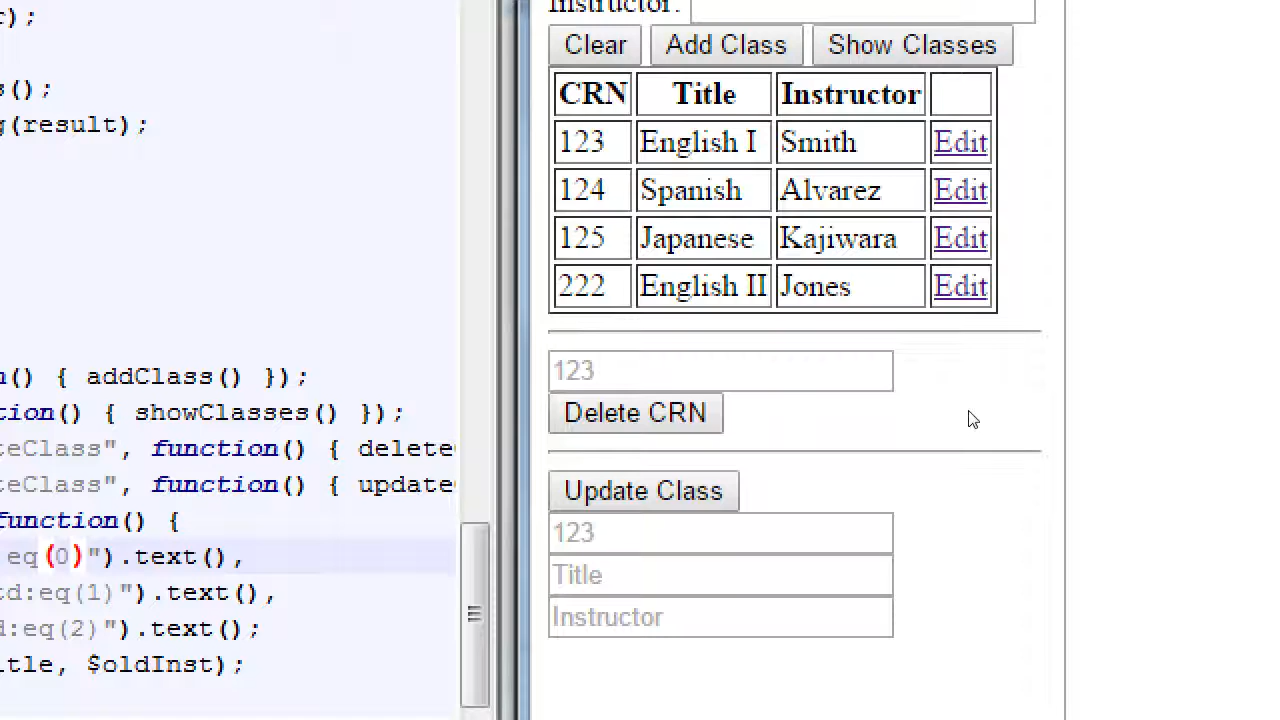 r);
s();
g(result);
n() { addClass() });
tion() { showClasses() });
teClass", function() { delete
teClass", function() { update
function() {
eq(0)").text(),
td:eq(1)").text(),
d:eq(2)").text();
itle, $oldInst);
Instructor:
Clear Add Class Show Classes
CRN Title Instructor
123 English I Smith Edit
124 Spanish Alvarez Edit
125 Japanese Kajiwara Edit
222 English II Jones Edit
123
Delete CRN
Update Class
123
Title
Instructor